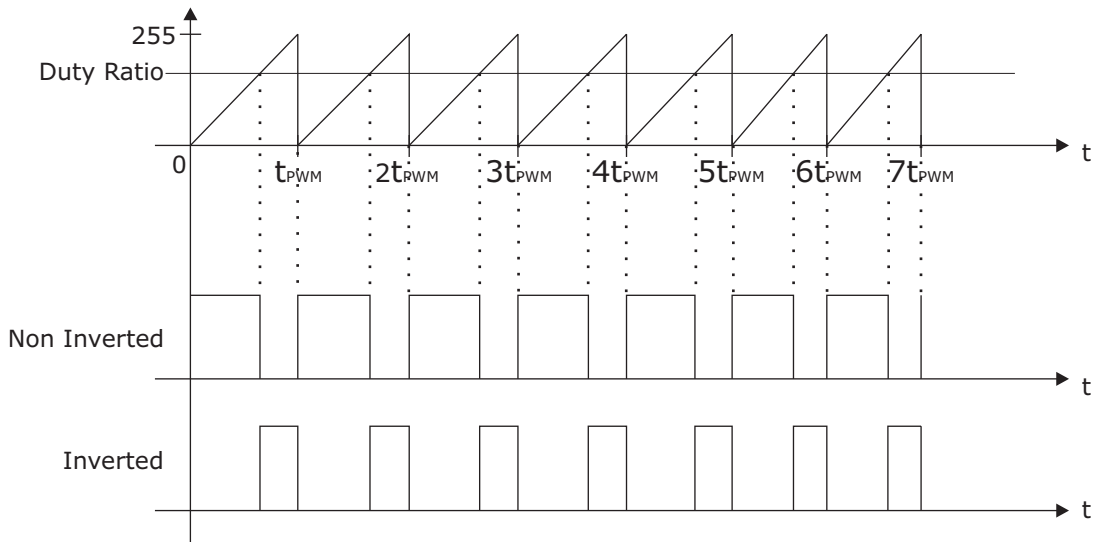 255
Duty Ratio
t
0
tPWM 2tPWM 3tPWM 4tPWM 5tPWM 6tPWM 7tPWM
Non Inverted
t
Inverted
t